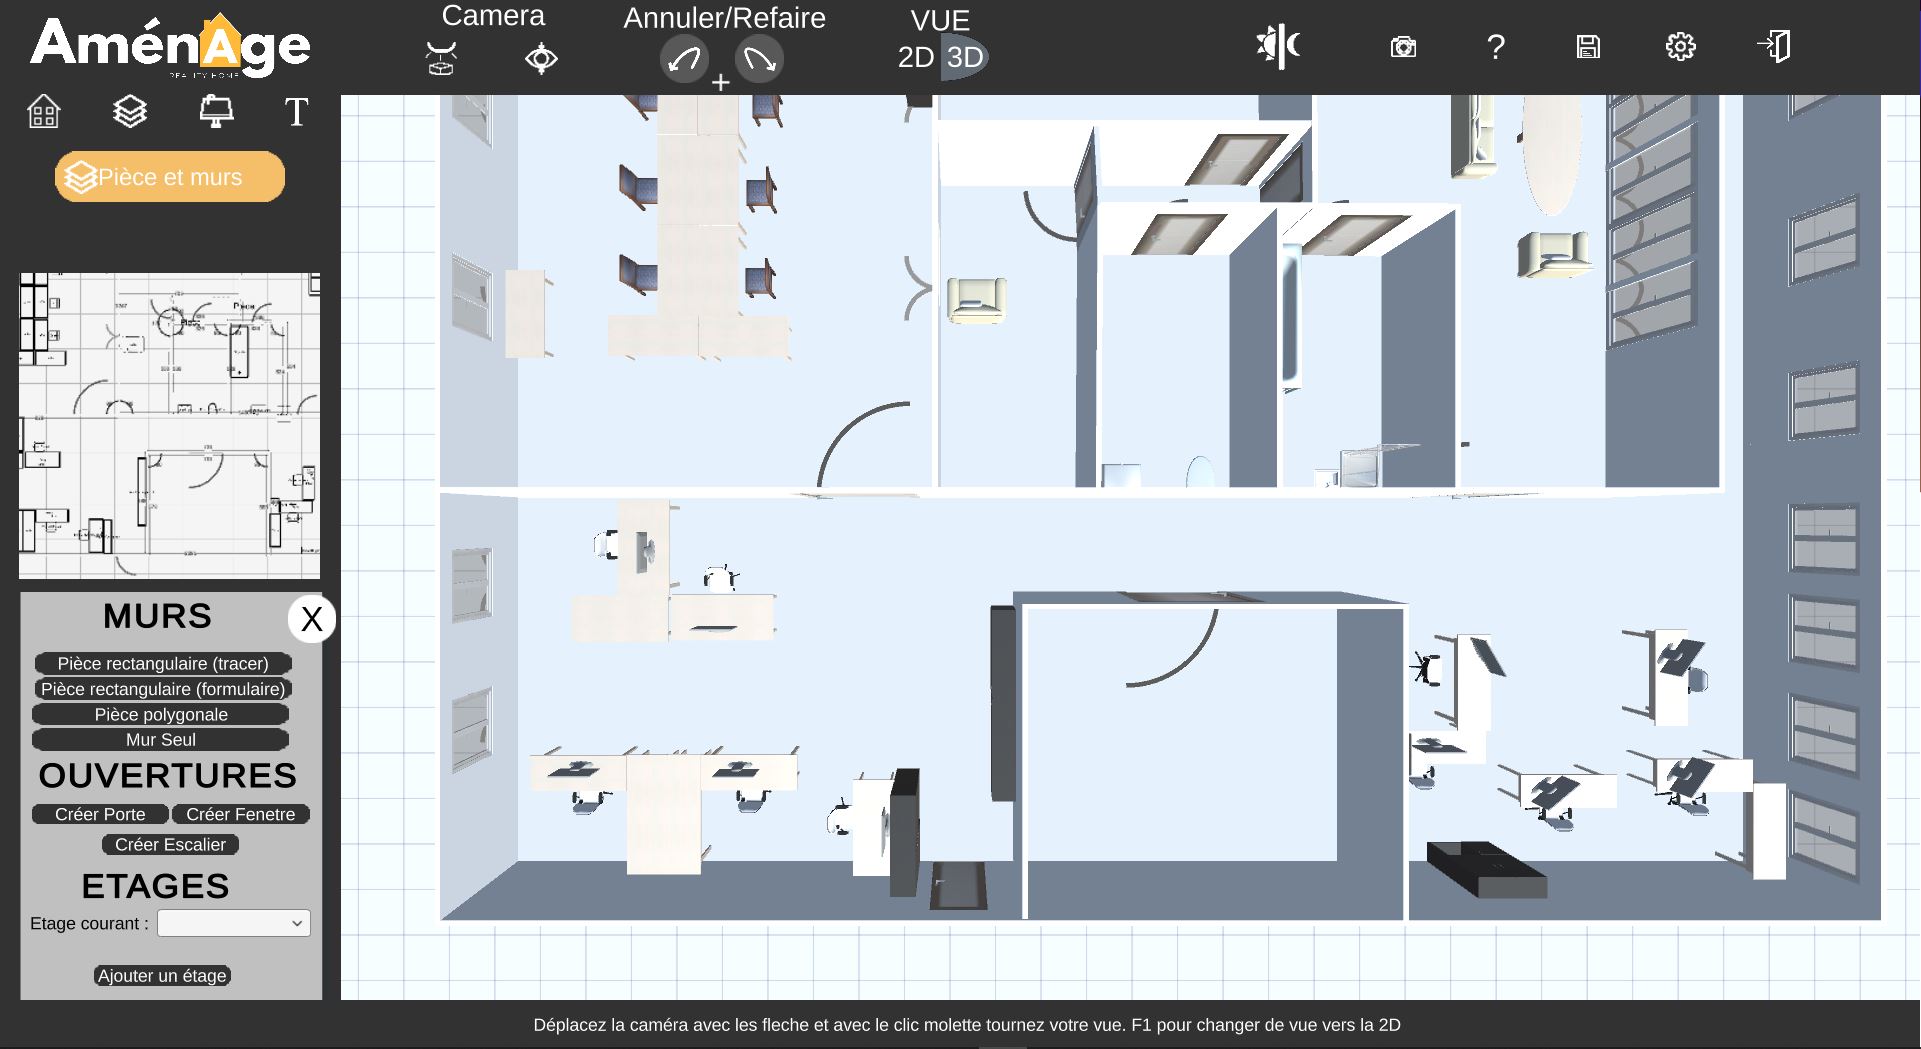 AménAge
REALITY HOME
Camera
Annuler/Refaire
+
VUE
2D 3D
?
T
Pièce et murs
MURS
X
Pièce rectangulaire (tracer)
Pièce rectangulaire (formulaire)
Pièce polygonale
Mur Seul
OUVERTURES
Créer Porte
Créer Fenetre
Créer Escalier
ETAGES
Etage courant :
Ajouter un étage
Déplacez la caméra avec les fleche et avec le clic molette tournez votre vue. F1 pour changer de vue vers la 2D